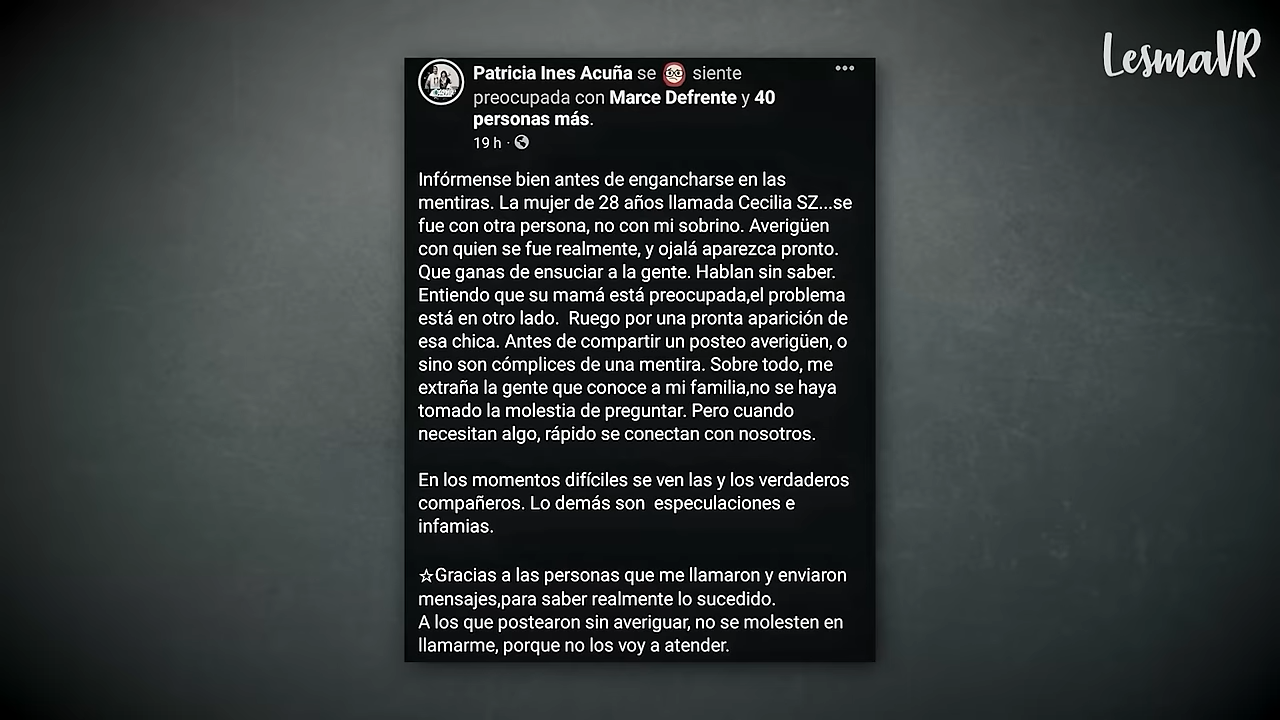 LesmaVR
Patricia Ines Acuña se siente
preocupada con Marce Defrente y 40
personas más.
19 h ·
Infórmense bien antes de engancharse en las
mentiras. La mujer de 28 años llamada Cecilia SZ...se
fue con otra persona, no con mi sobrino. Averigüen
con quien se fue realmente, y ojalá aparezca pronto.
Que ganas de ensuciar a la gente. Hablan sin saber.
Entiendo que su mamá está preocupada,el problema
está en otro lado.  Ruego por una pronta aparición de
esa chica. Antes de compartir un posteo averigüen, o
sino son cómplices de una mentira. Sobre todo, me
extraña la gente que conoce a mi familia,no se haya
tomado la molestia de preguntar. Pero cuando
necesitan algo, rápido se conectan con nosotros.
En los momentos difíciles se ven las y los verdaderos
compañeros. Lo demás son  especulaciones e
infamias.
☆Gracias a las personas que me llamaron y enviaron
mensajes,para saber realmente lo sucedido.
A los que postearon sin averiguar, no se molesten en
llamarme, porque no los voy a atender.